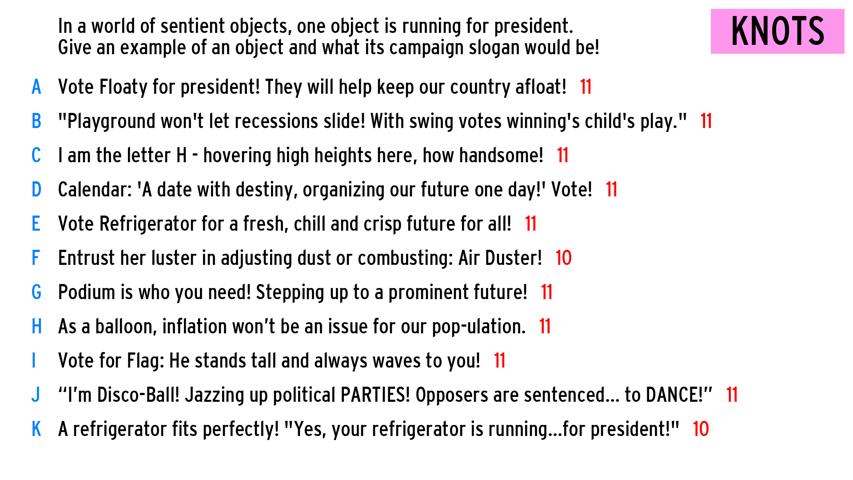 In a world of sentient objects, one object is running for president.
Give an example of an object and what its campaign slogan would be!
KNOTS
A Vote Floaty for president! They will help keep our country afloat! 11
B "Playground won't let recessions slide! With swing votes winning's child's play." 11
C I am the letter H - hovering high heights here, how handsome! 11
D Calendar: 'A date with destiny, organizing our future one day!' Vote! 11
E Vote Refrigerator for a fresh, chill and crisp future for all! 11
F Entrust her luster in adjusting dust or combusting: Air Duster! 10
G Podium is who you need! Stepping up to a prominent future! 11
H As a balloon, inflation won’t be an issue for our pop-ulation. 11
I Vote for Flag: He stands tall and always waves to you! 11
J “I’m Disco-Ball! Jazzing up political PARTIES! Opposers are sentenced... to DANCE!” 11
K A refrigerator fits perfectly! "Yes, your refrigerator is running...for president!" 10